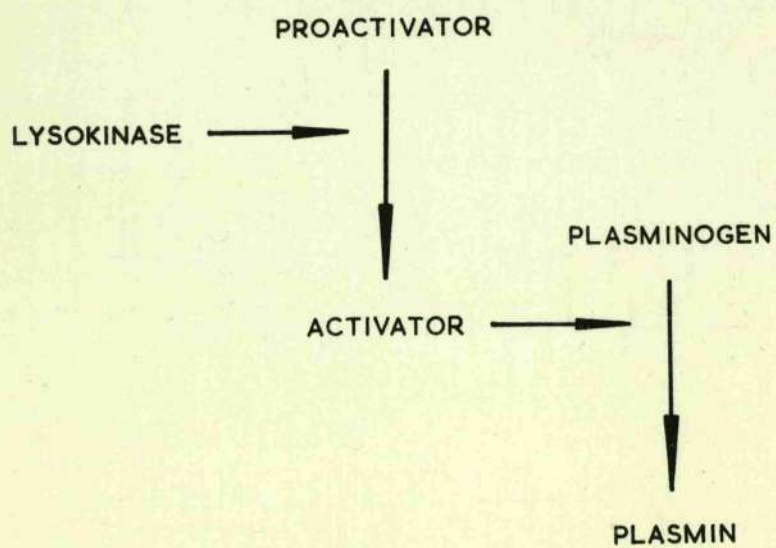 PROACTIVATOR
LYSOKINASE
PLASMINOGEN
ACTIVATOR
PLASMIN